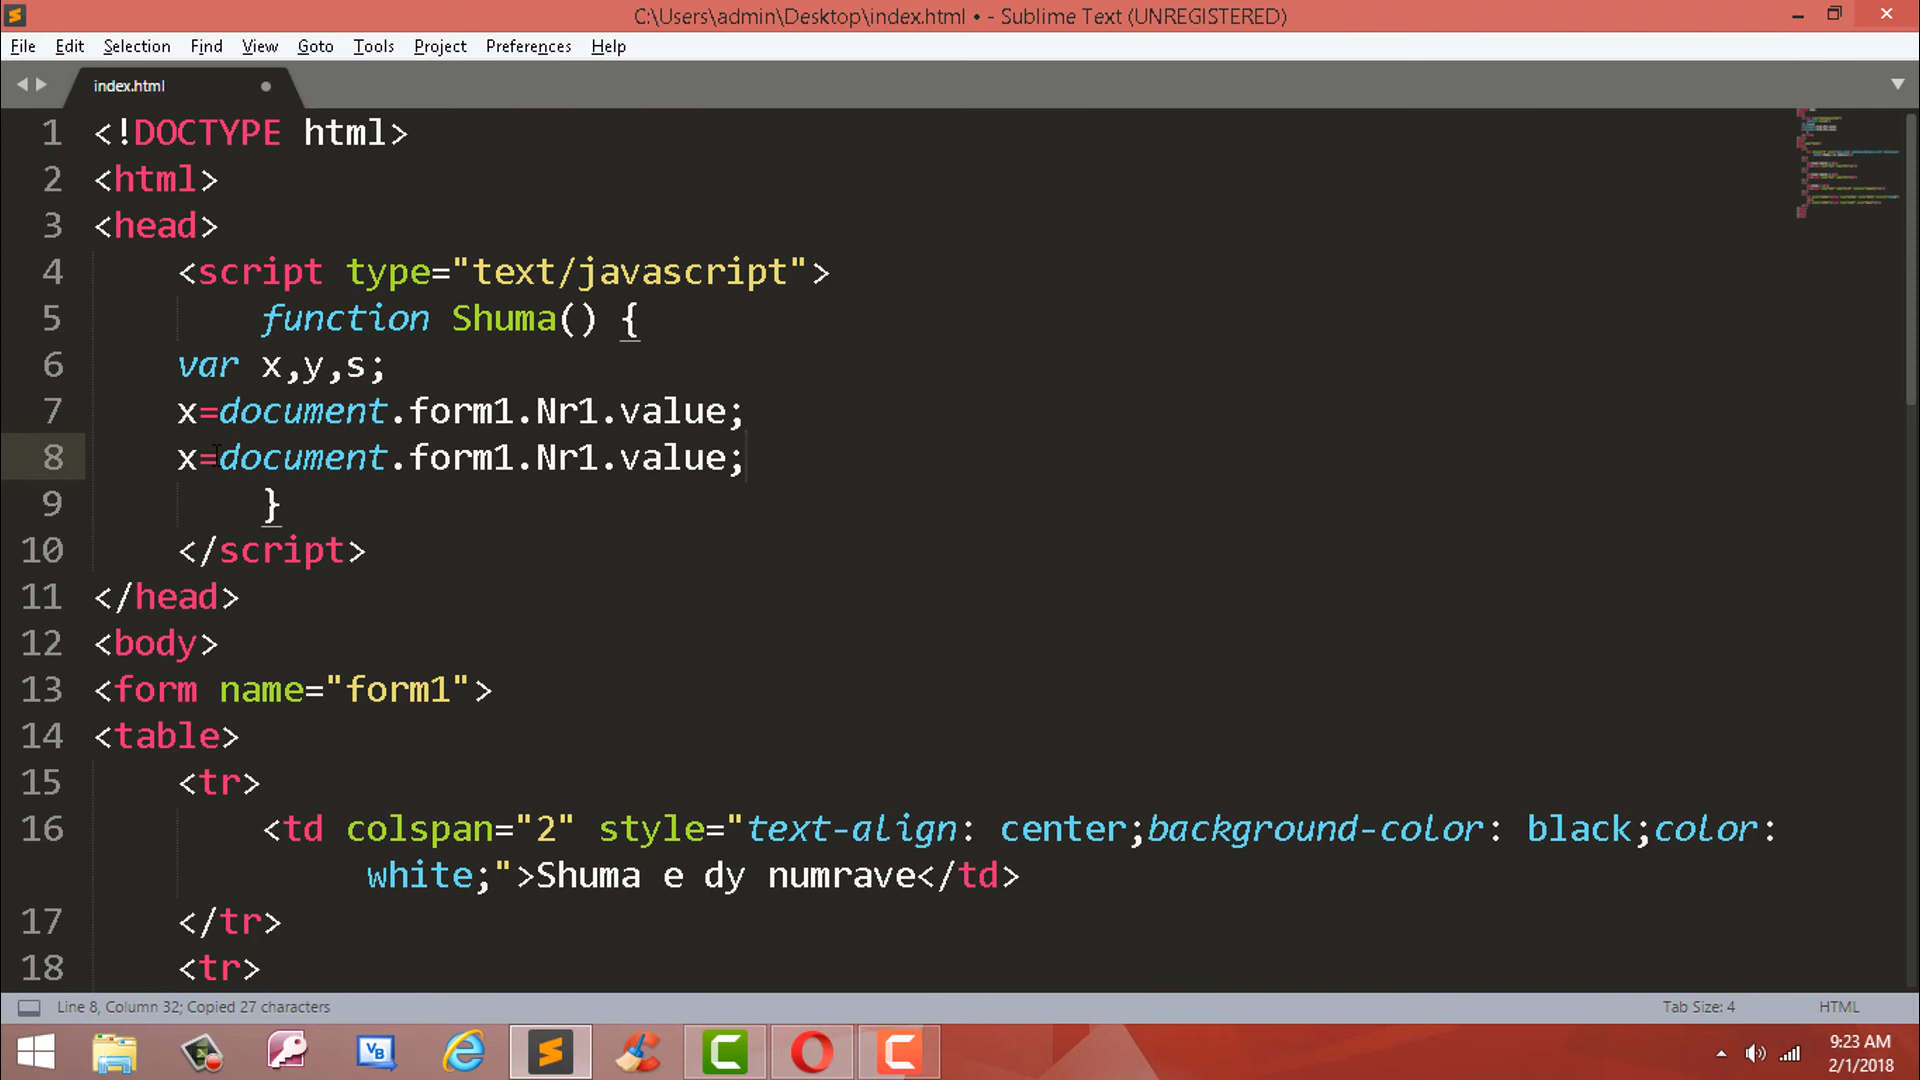 C:\Users\admin\Desktop\index.html • - Sublime Text (UNREGISTERED)
File Edit Selection Find View Goto Tools Project Preferences Help
index.html
1 <!DOCTYPE html>
2 <html>
3 <head>
4 <script type="text/javascript">
5 function Shuma() {
6 var x,y,s;
7 x=document.form1.Nr1.value;
8 x=document.form1.Nr1.value;
9 }
10 </script>
11 </head>
12 <body>
13 <form name="form1">
14 <table>
15 <tr>
16 <td colspan="2" style="text-align: center;background-color: black;color:
white;">Shuma e dy numrave</td>
17 </tr>
18 <tr>
Line 8, Column 32; Copied 27 characters
Tab Size: 4
HTML
VB
9:23 AM
2/1/2018